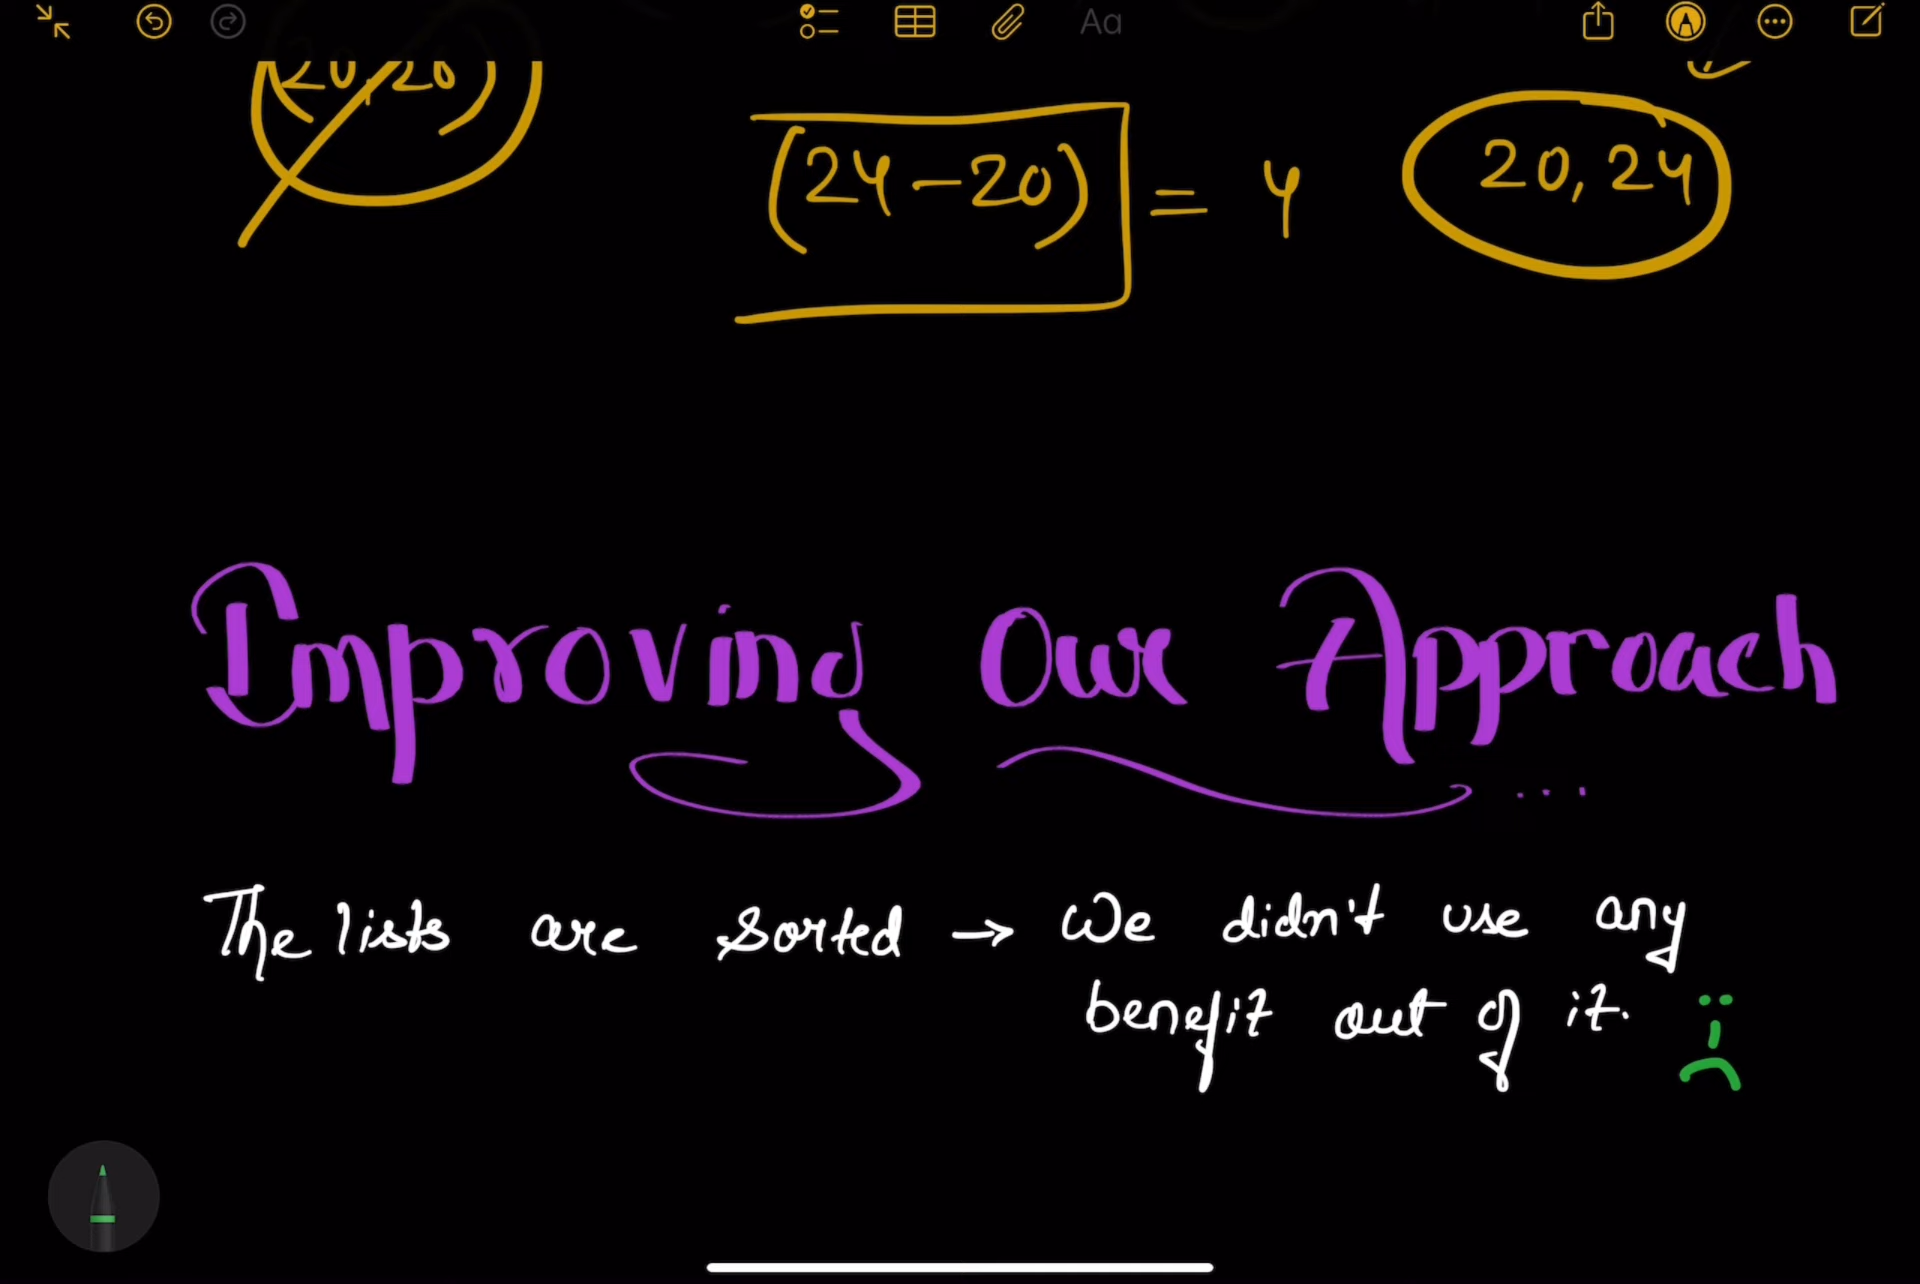 Aa
(24-20) = 4
20, 24
Improving Our Approach ...
The lists are sorted → We didn't use any
benefit out of it.